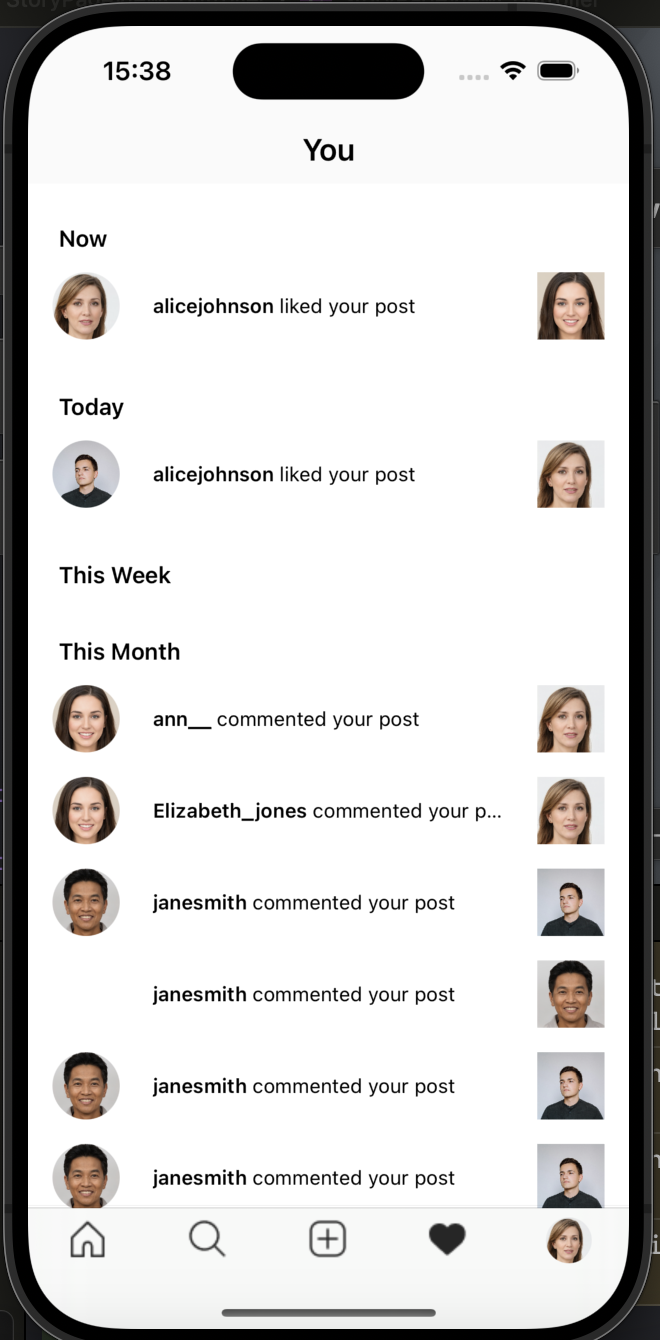 15:38
You
Now
alicejohnson liked your post
Today
alicejohnson liked your post
This Week
This Month
ann__ commented your post
Elizabeth_jones commented your p...
janesmith commented your post
janesmith commented your post
janesmith commented your post
janesmith commented your post